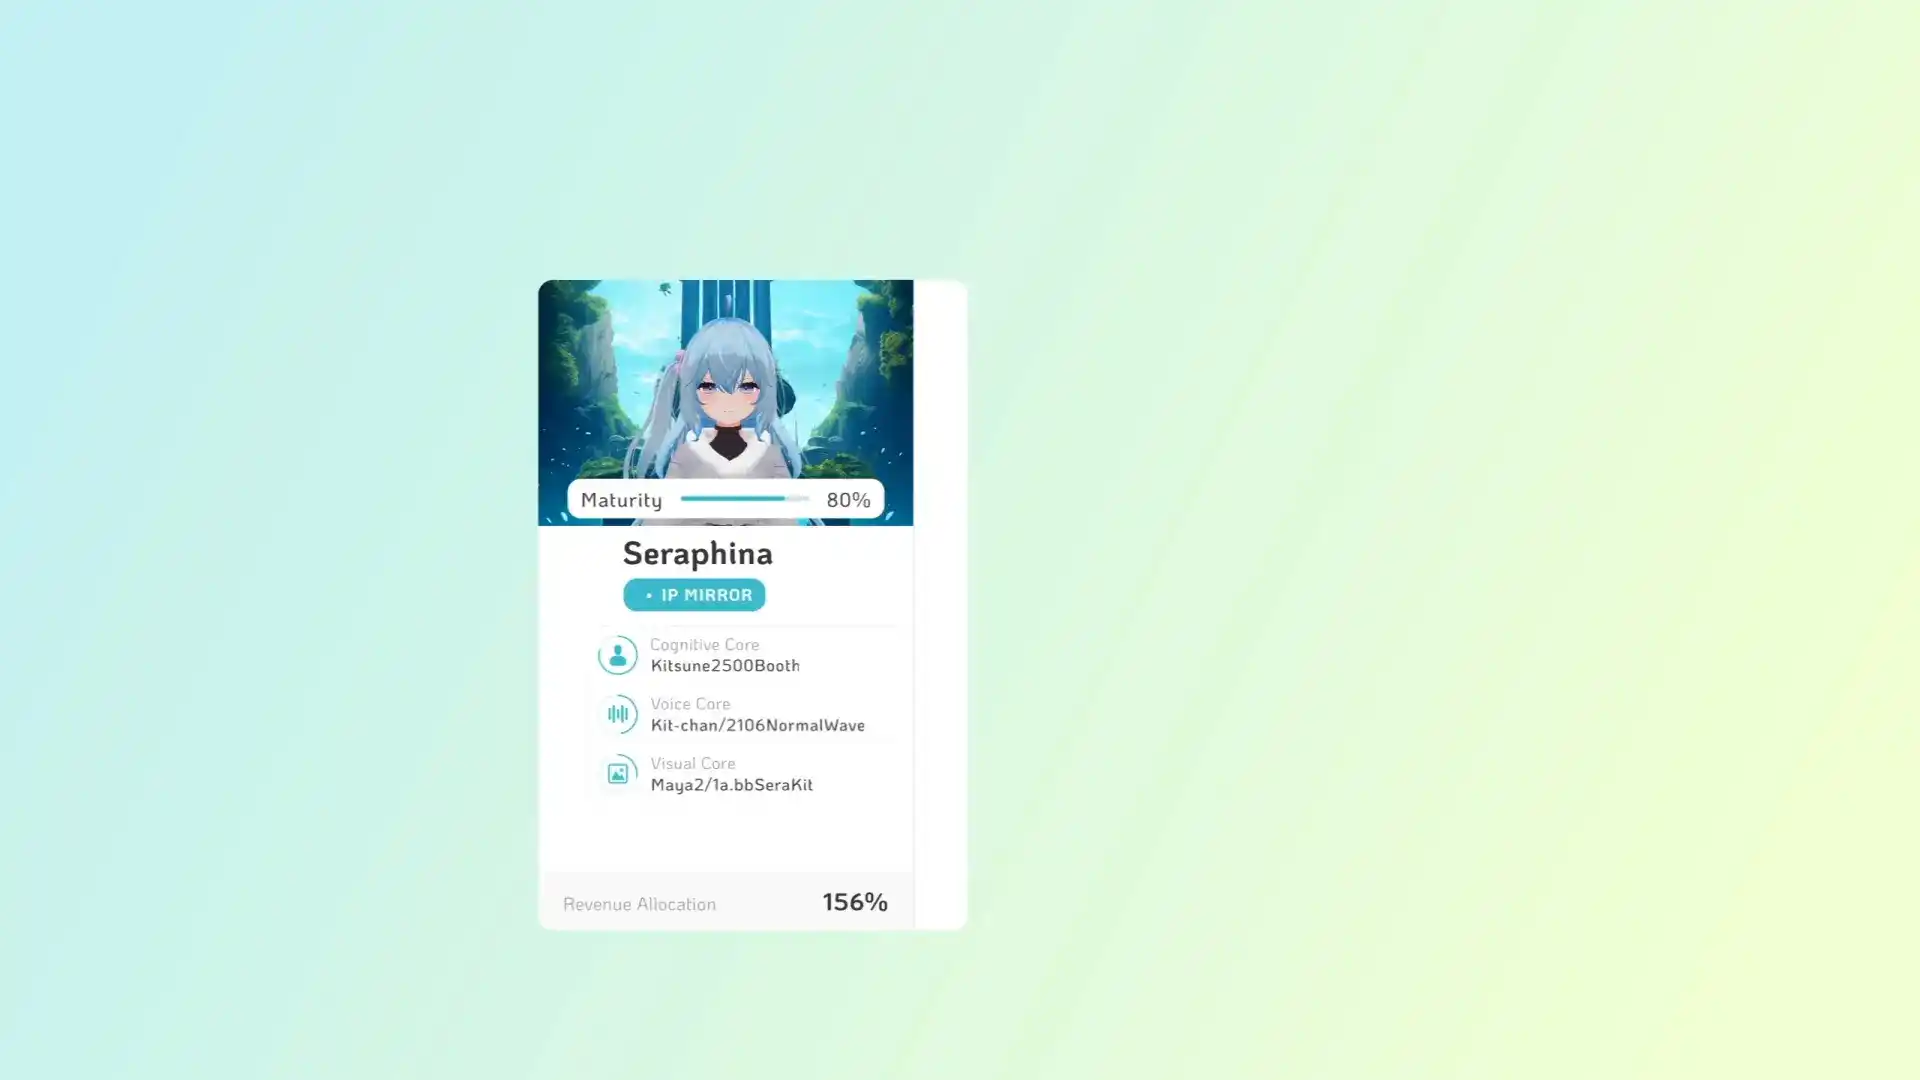 Maturity 80%
Seraphina
• IP MIRROR
Cognitive Core
Kitsune2500Booth
Voice Core
Kit-chan/2106NormalWave
Visual Core
Maya2/1a.bbSeraKit
Revenue Allocation 156%